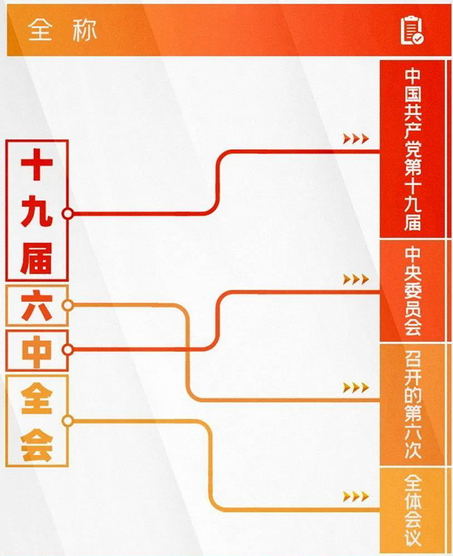 全称
十九届
六
中
全会
中国共产党第十九届
中央委员会
召开的第六次
全体会议